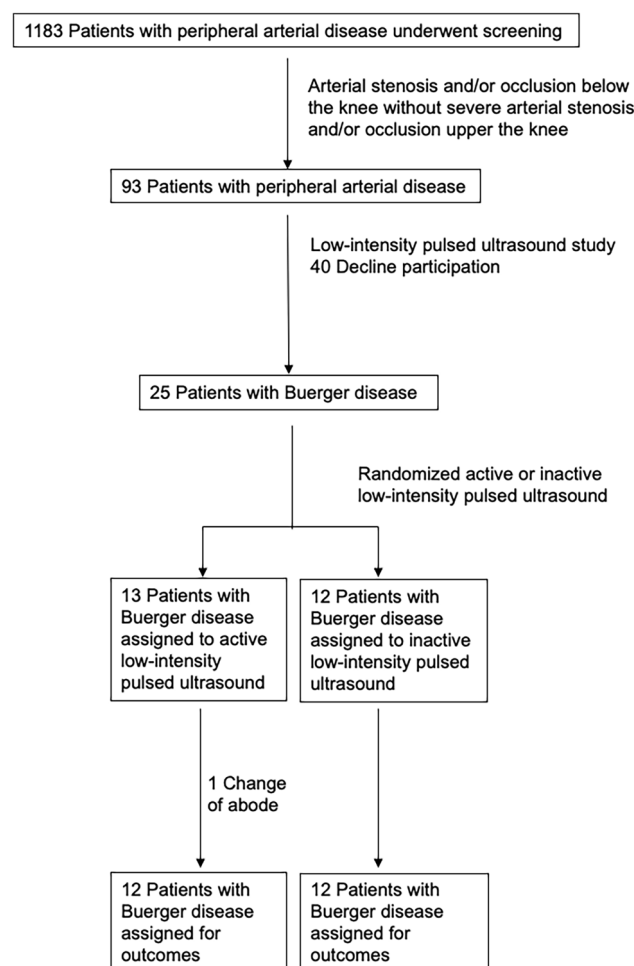 1183 Patients with peripheral arterial disease underwent screening
Arterial stenosis and/or occlusion below
the knee without severe arterial stenosis
and/or occlusion upper the knee
93 Patients with peripheral arterial disease
Low-intensity pulsed ultrasound study
40 Decline participation
25 Patients with Buerger disease
Randomized active or inactive
low-intensity pulsed ultrasound
13 Patients with
Buerger disease
assigned to active
low-intensity
pulsed ultrasound
12 Patients with
Buerger disease
assigned to inactive
low-intensity pulsed
ultrasound
1 Change
of abode
12 Patients with
Buerger disease
assigned for
outcomes
12 Patients with
Buerger disease
assigned for
outcomes